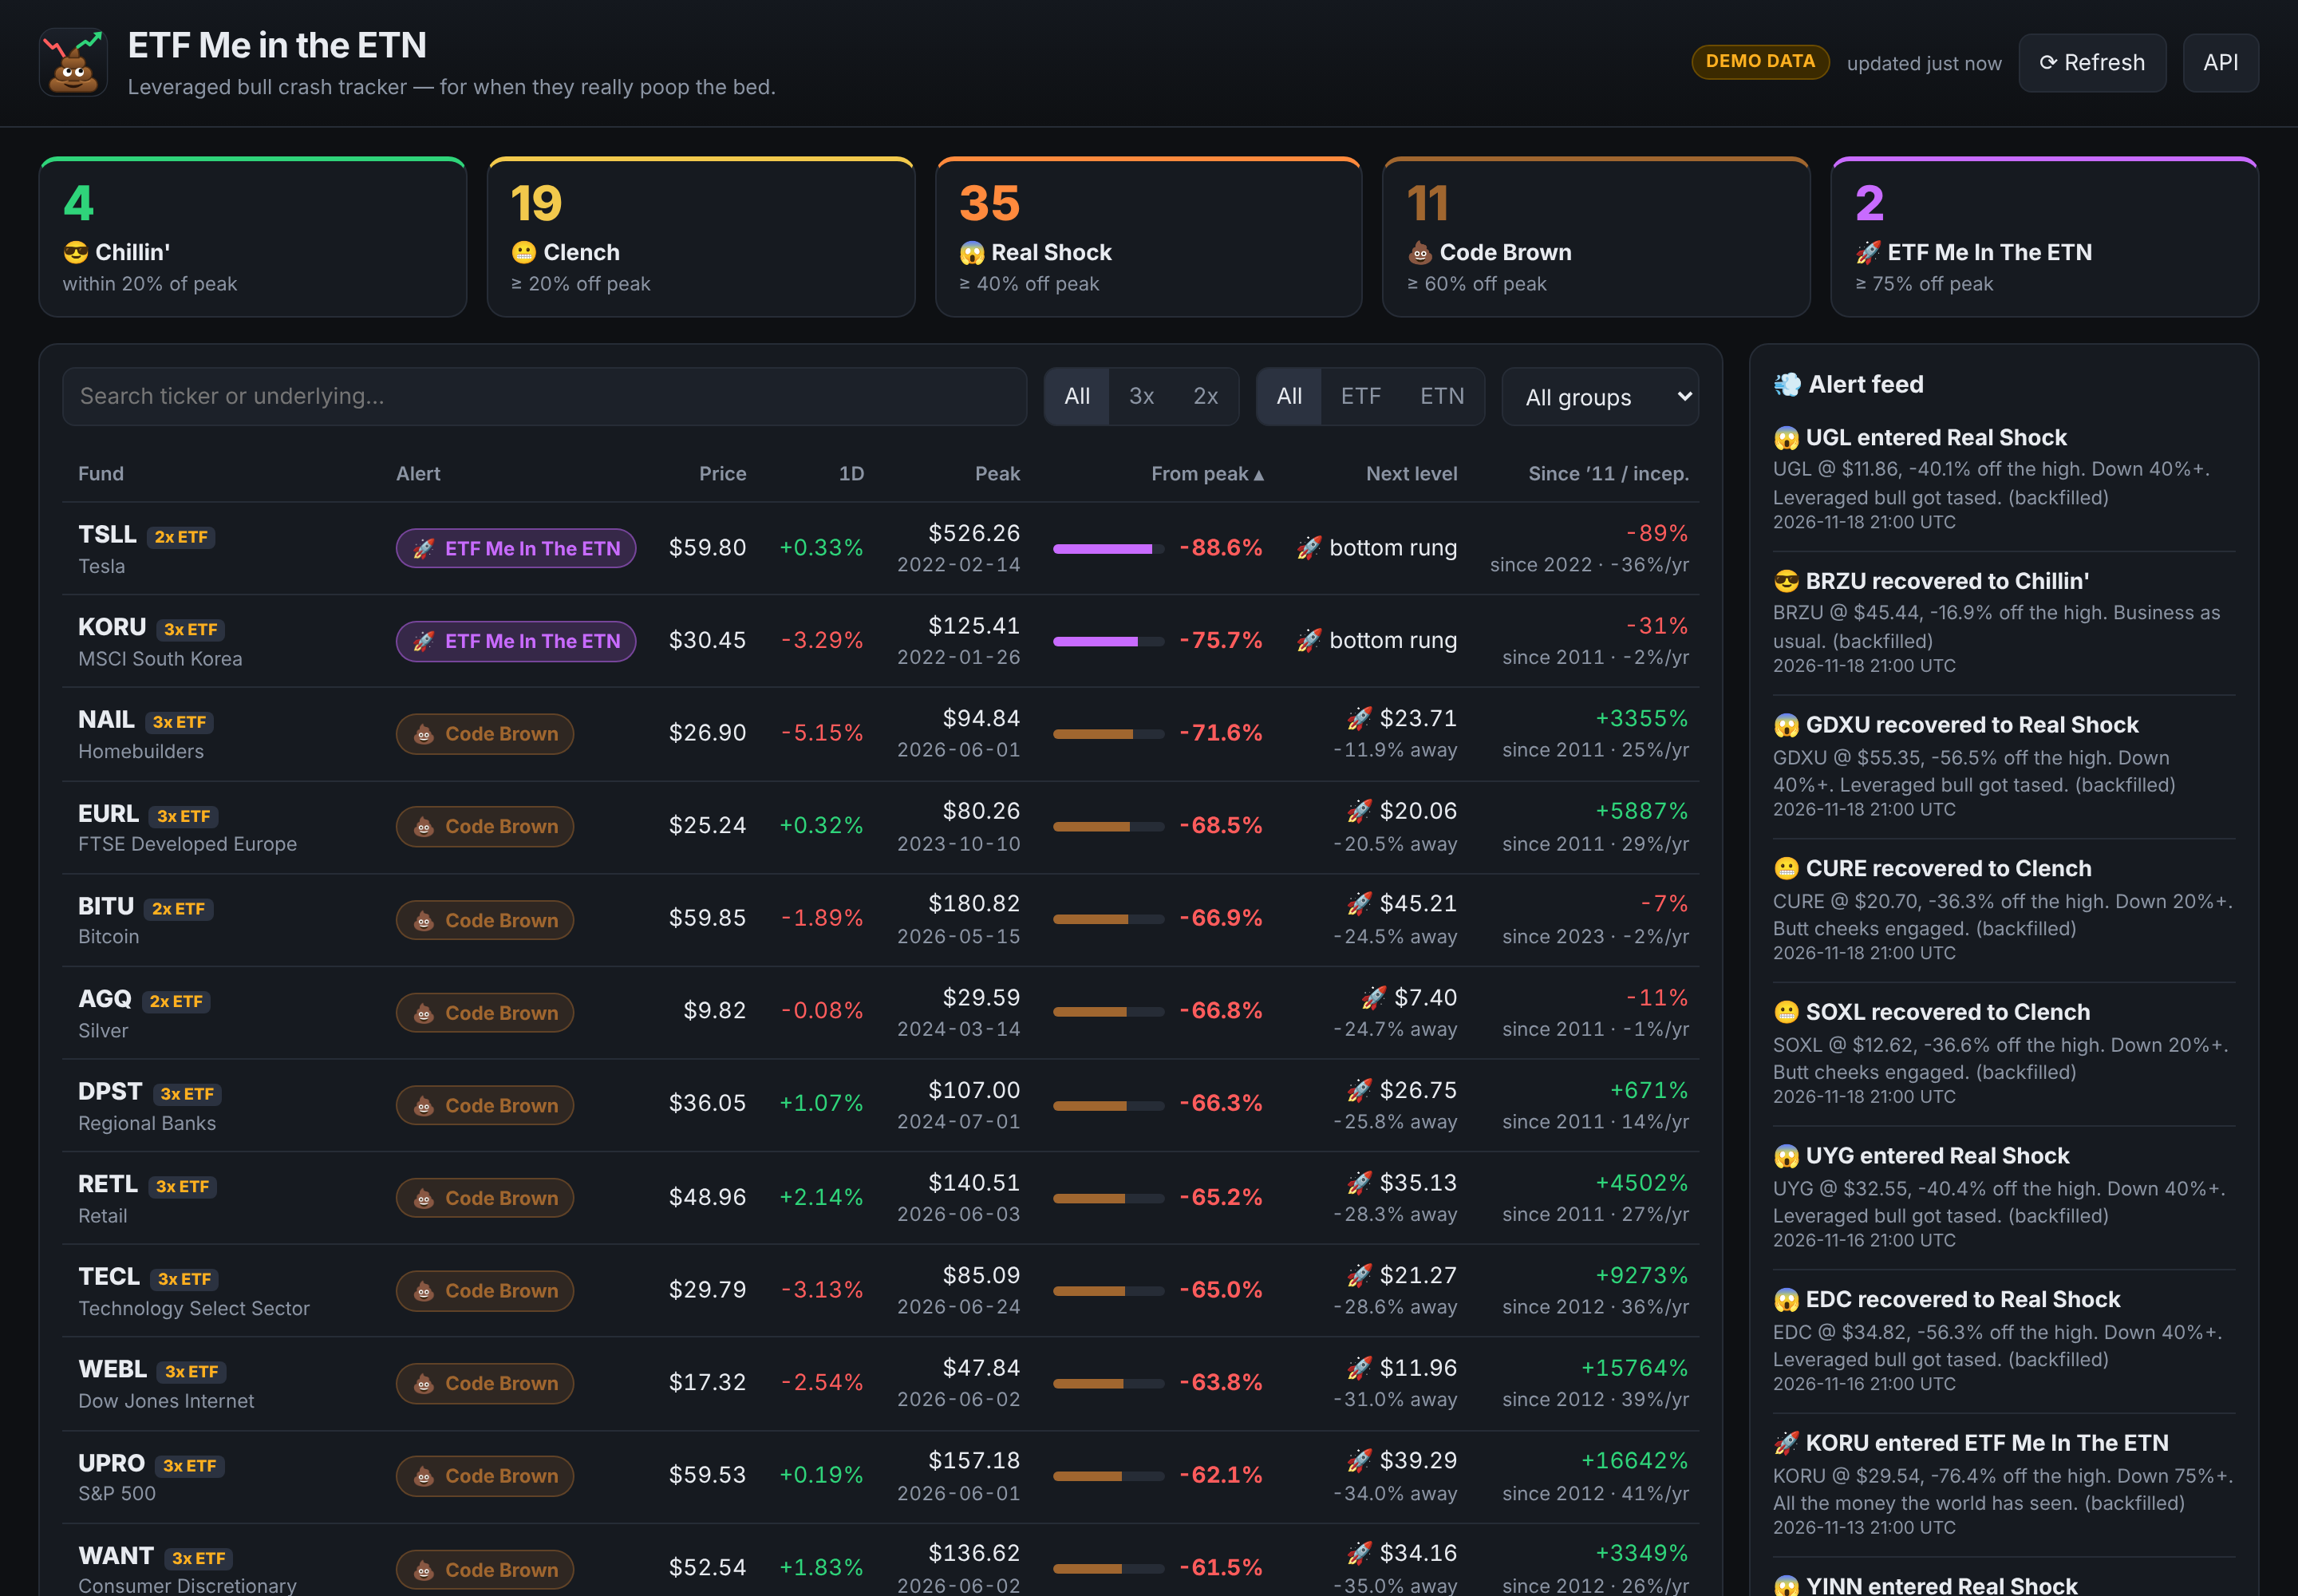 ETF Me in the ETN
Leveraged bull crash tracker — for when they really poop the bed.
DEMO DATA
updated just now
⟳ Refresh
API
4
😎 Chillin'
within 20% of peak
19
😬 Clench
≥ 20% off peak
35
😱 Real Shock
≥ 40% off peak
11
💩 Code Brown
≥ 60% off peak
2
🚀 ETF Me In The ETN
≥ 75% off peak
Search ticker or underlying...
All 3x 2x
All ETF ETN
All groups
Fund Alert Price 1D Peak From peak ▴ Next level Since '11 / incep.
TSLL 2x ETF 🚀 ETF Me In The ETN $59.80 +0.33% $526.26 -88.6% 🚀 bottom rung -89%
Tesla 2022-02-14 since 2022 · -36%/yr
KORU 3x ETF 🚀 ETF Me In The ETN $30.45 -3.29% $125.41 -75.7% 🚀 bottom rung -31%
MSCI South Korea 2022-01-26 since 2011 · -2%/yr
NAIL 3x ETF 💩 Code Brown $26.90 -5.15% $94.84 -71.6% 🚀 $23.71 +3355%
Homebuilders 2026-06-01 -11.9% away since 2011 · 25%/yr
EURL 3x ETF 💩 Code Brown $25.24 +0.32% $80.26 -68.5% 🚀 $20.06 +5887%
FTSE Developed Europe 2023-10-10 -20.5% away since 2011 · 29%/yr
BITU 2x ETF 💩 Code Brown $59.85 -1.89% $180.82 -66.9% 🚀 $45.21 -7%
Bitcoin 2026-05-15 -24.5% away since 2023 · -2%/yr
AGQ 2x ETF 💩 Code Brown $9.82 -0.08% $29.59 -66.8% 🚀 $7.40 -11%
Silver 2024-03-14 -24.7% away since 2011 · -1%/yr
DPST 3x ETF 💩 Code Brown $36.05 +1.07% $107.00 -66.3% 🚀 $26.75 +671%
Regional Banks 2024-07-01 -25.8% away since 2011 · 14%/yr
RETL 3x ETF 💩 Code Brown $48.96 +2.14% $140.51 -65.2% 🚀 $35.13 +4502%
Retail 2026-06-03 -28.3% away since 2011 · 27%/yr
TECL 3x ETF 💩 Code Brown $29.79 -3.13% $85.09 -65.0% 🚀 $21.27 +9273%
Technology Select Sector 2026-06-24 -28.6% away since 2012 · 36%/yr
WEBL 3x ETF 💩 Code Brown $17.32 -2.54% $47.84 -63.8% 🚀 $11.96 +15764%
Dow Jones Internet 2026-06-02 -31.0% away since 2012 · 39%/yr
UPRO 3x ETF 💩 Code Brown $59.53 +0.19% $157.18 -62.1% 🚀 $39.29 +16642%
S&P 500 2026-06-01 -34.0% away since 2012 · 41%/yr
WANT 3x ETF 💩 Code Brown $52.54 +1.83% $136.62 -61.5% 🚀 $34.16 +3349%
Consumer Discretionary 2026-06-02 -35.0% away since 2012 · 26%/yr
💨 Alert feed
😱 UGL entered Real Shock
UGL @ $11.86, -40.1% off the high. Down 40%+.
Leveraged bull got tased. (backfilled)
2026-11-18 21:00 UTC
😎 BRZU recovered to Chillin'
BRZU @ $45.44, -16.9% off the high. Business as
usual. (backfilled)
2026-11-18 21:00 UTC
😱 GDXU recovered to Real Shock
GDXU @ $55.35, -56.5% off the high. Down
40%+. Leveraged bull got tased. (backfilled)
2026-11-18 21:00 UTC
😬 CURE recovered to Clench
CURE @ $20.70, -36.3% off the high. Down 20%+.
Butt cheeks engaged. (backfilled)
2026-11-18 21:00 UTC
😬 SOXL recovered to Clench
SOXL @ $12.62, -36.6% off the high. Down 20%+.
Butt cheeks engaged. (backfilled)
2026-11-18 21:00 UTC
😱 UYG entered Real Shock
UYG @ $32.55, -40.4% off the high. Down 40%+.
Leveraged bull got tased. (backfilled)
2026-11-16 21:00 UTC
😱 EDC recovered to Real Shock
EDC @ $34.82, -56.3% off the high. Down 40%+.
Leveraged bull got tased. (backfilled)
2026-11-16 21:00 UTC
🚀 KORU entered ETF Me In The ETN
KORU @ $29.54, -76.4% off the high. Down 75%+.
All the money the world has seen. (backfilled)
2026-11-13 21:00 UTC
😱 YINN entered Real Shock